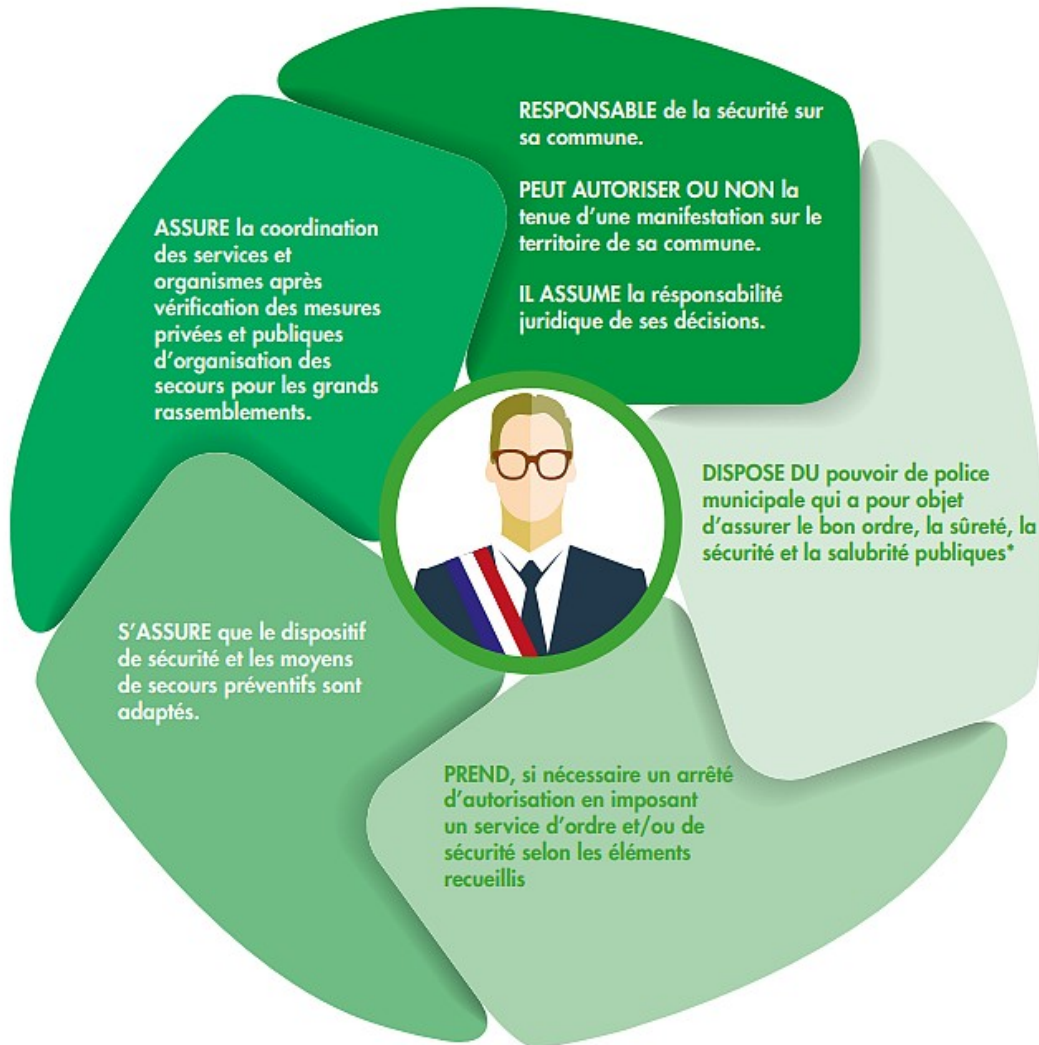 RESPONSABLE de la sécurité sur
sa commune.
PEUT AUTORISER OU NON la
tenue d'une manifestation sur le
territoire de sa commune.
IL ASSUME la résponsabilité
juridique de ses décisions.
DISPOSE DU pouvoir de police
municipale qui a pour objet
d'assurer le bon ordre, la sûreté, la
sécurité et la salubrité publiques*
PREND, si nécessaire un arrêté
d'autorisation en imposant
un service d'ordre et/ou de
sécurité selon les éléments
recueillis
S'ASSURE que le dispositif
de sécurité et les moyens
de secours préventifs sont
adaptés.
ASSURE la coordination
des services et
organismes après
vérification des mesures
privées et publiques
d'organisation des
secours pour les grands
rassemblements.